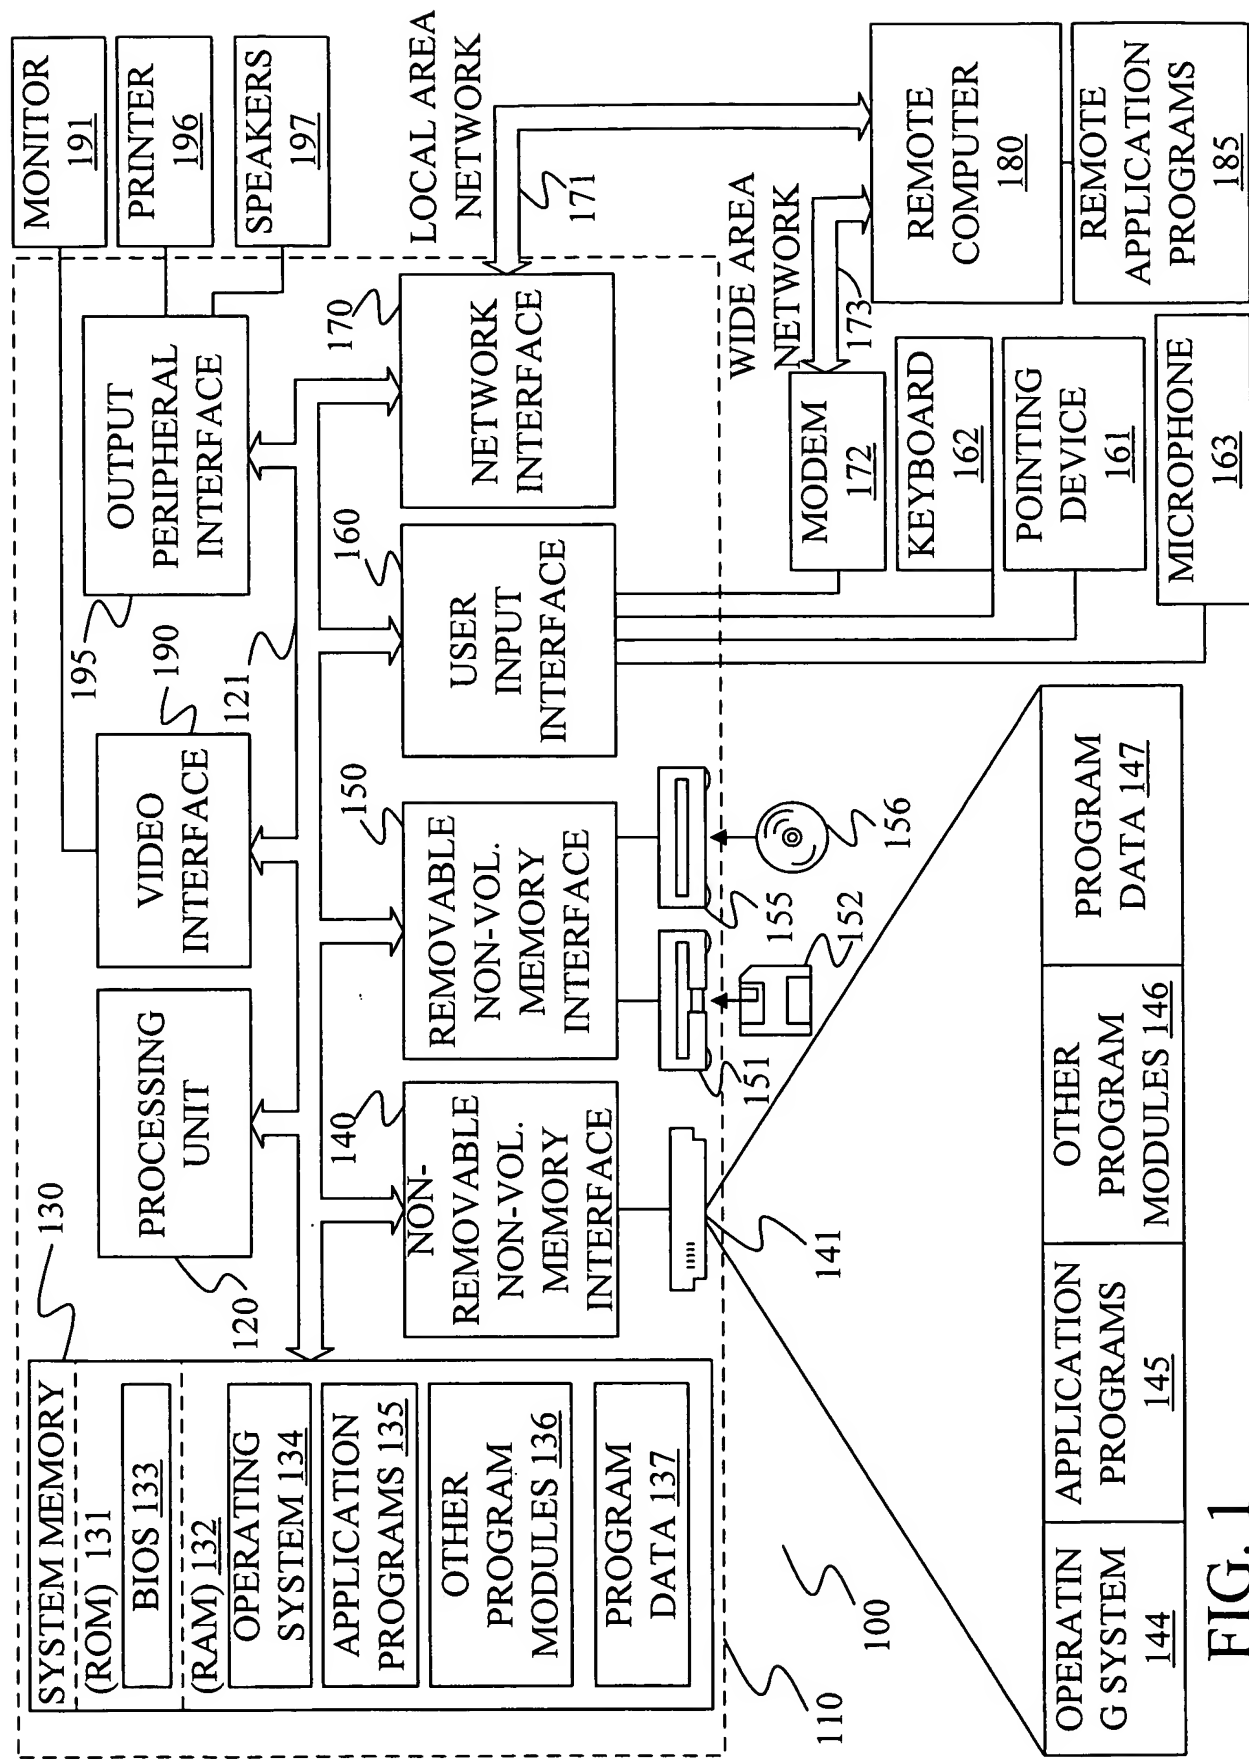 SYSTEM MEMORY
(ROM) 131
BIOS 133
(RAM) 132
OPERATING
SYSTEM 134
APPLICATION
PROGRAMS 135
OTHER
PROGRAM
MODULES 136
PROGRAM
DATA 137
130
120
PROCESSING
UNIT
VIDEO
INTERFACE
190
121
195
OUTPUT
PERIPHERAL
INTERFACE
MONITOR
191
PRINTER
196
SPEAKERS
197
140
NON-
REMOVABLE
NON-VOL.
MEMORY
INTERFACE
150
REMOVABLE
NON-VOL.
MEMORY
INTERFACE
160
USER
INPUT
INTERFACE
170
NETWORK
INTERFACE
LOCAL AREA
NETWORK
171
WIDE AREA
NETWORK
173
MODEM
172
KEYBOARD
162
POINTING
DEVICE
161
MICROPHONE
163
REMOTE
COMPUTER
180
REMOTE
APPLICATION
PROGRAMS
185
141
151
152
155
156
110
100
OPERATIN
G SYSTEM
144
APPLICATION
PROGRAMS
145
OTHER
PROGRAM
MODULES 146
PROGRAM
DATA 147
FIG. 1